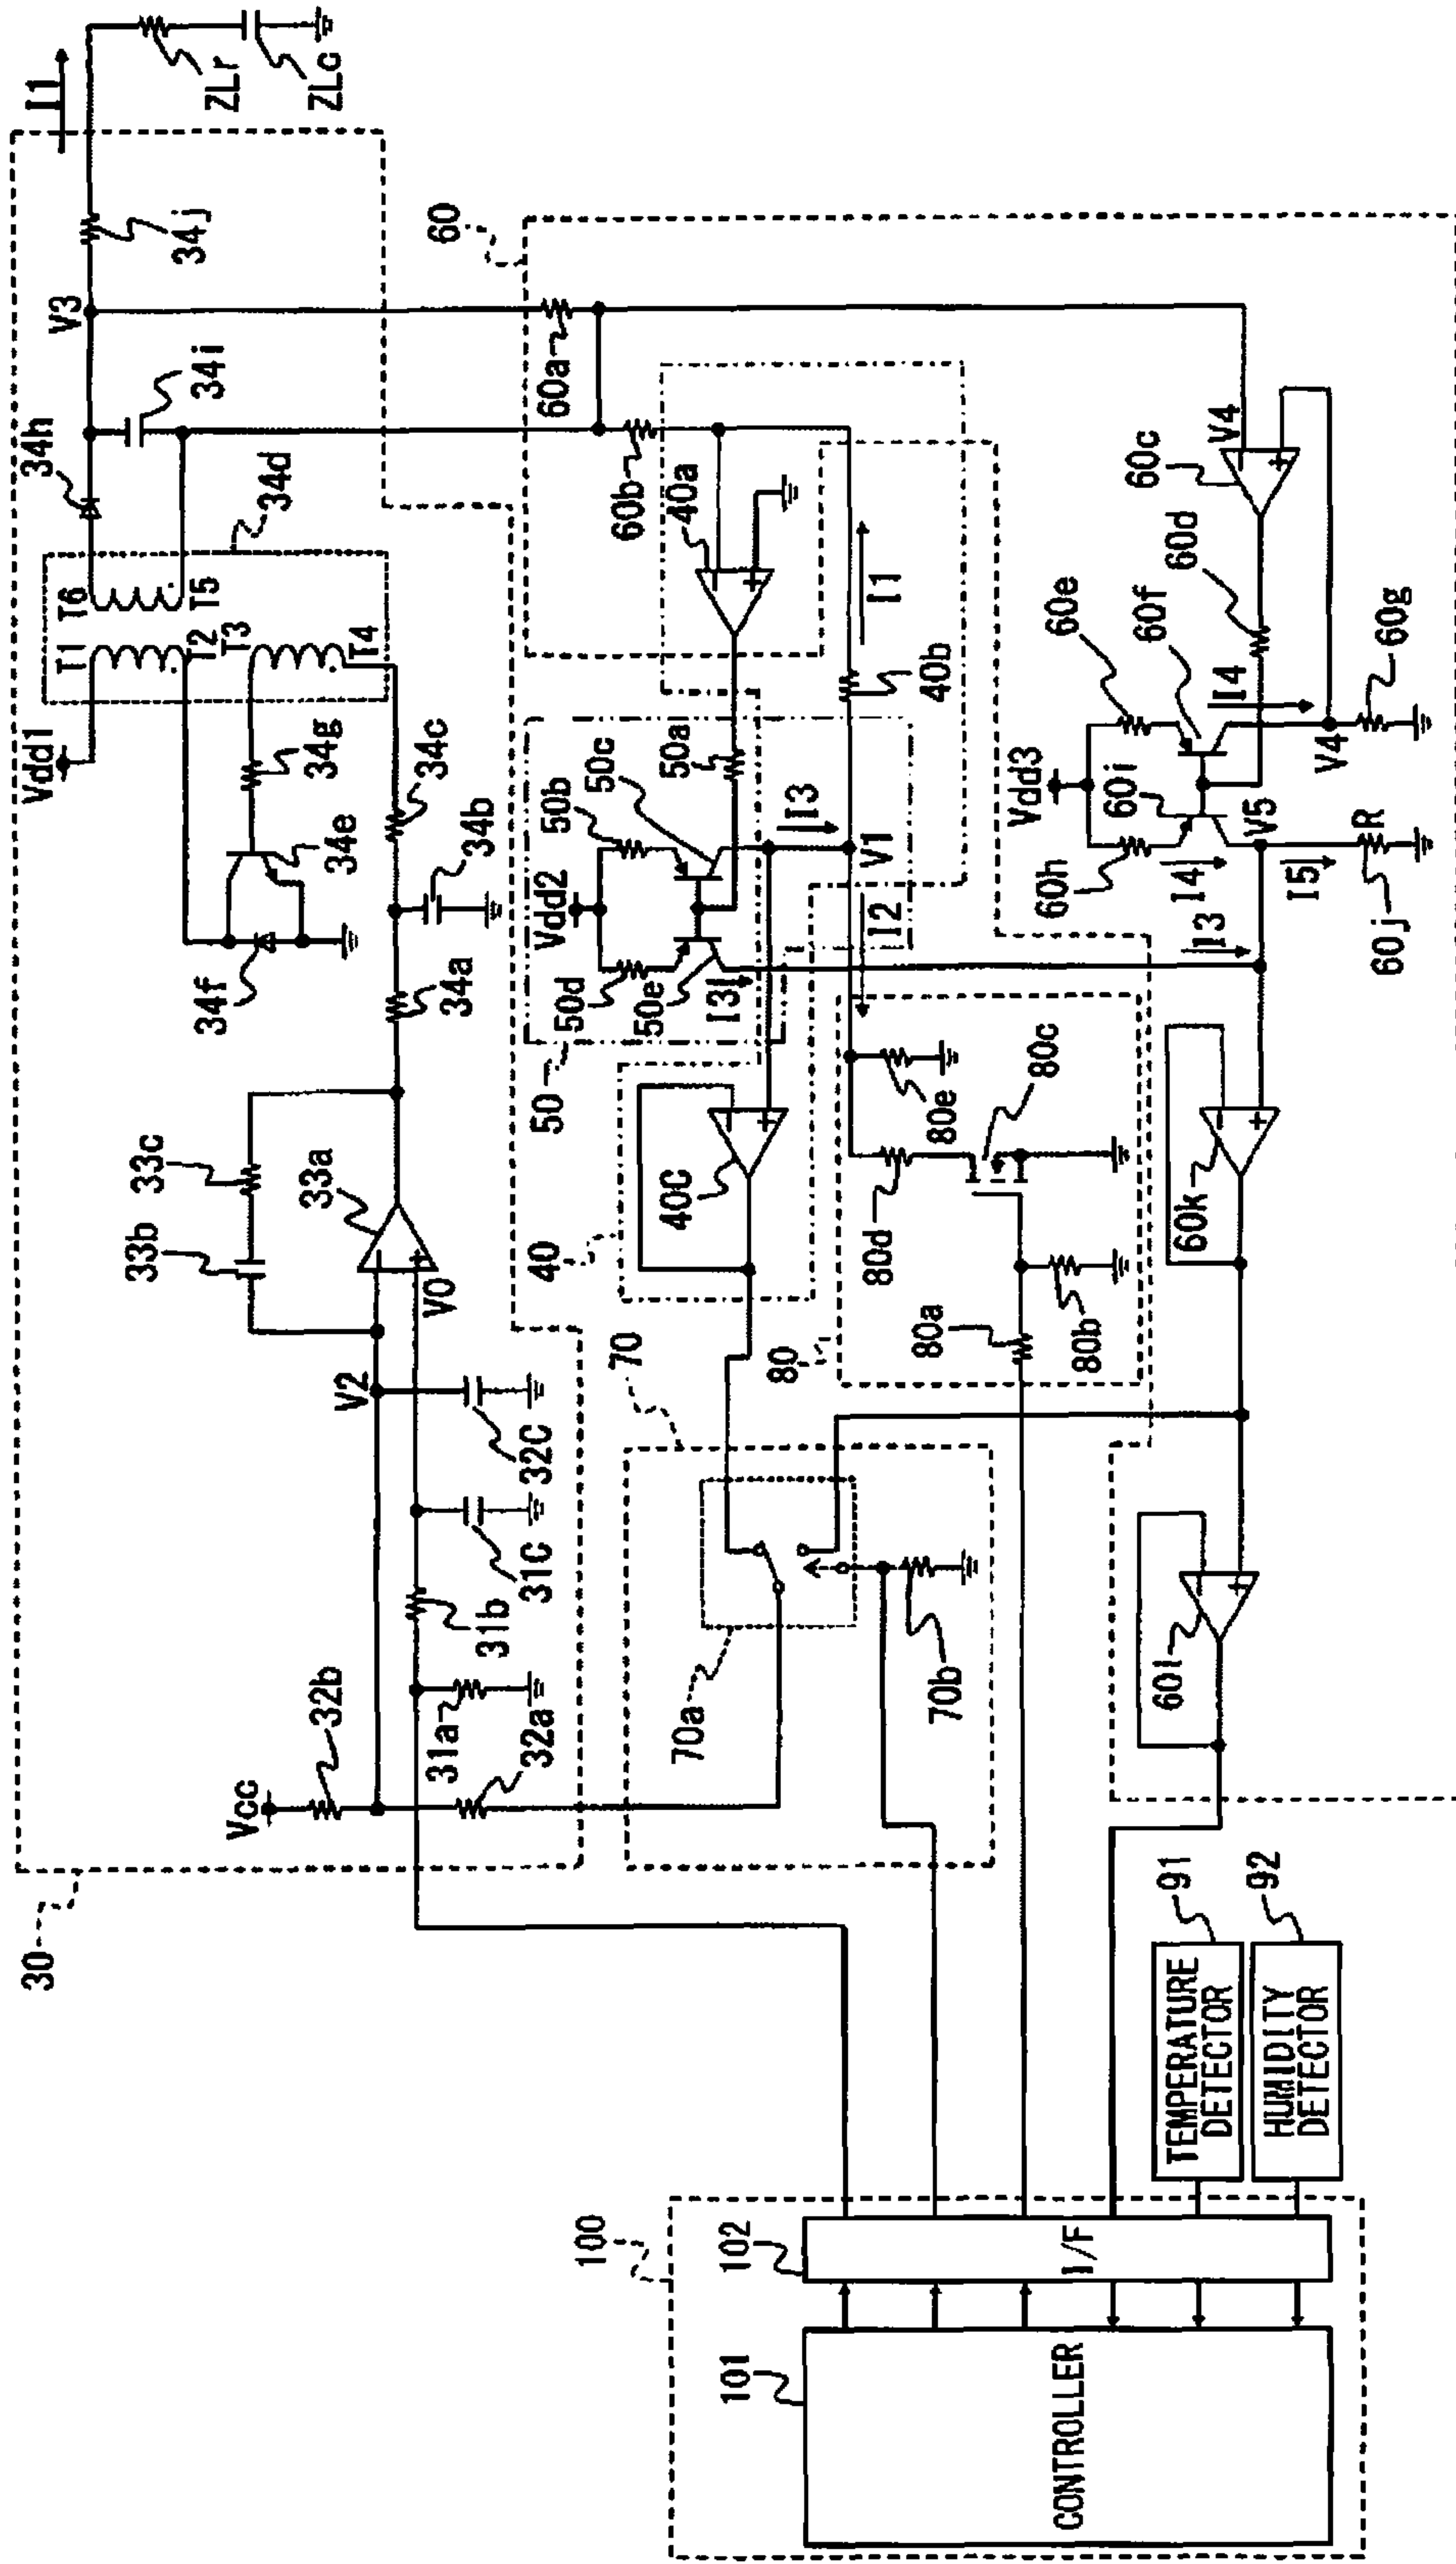 30
Vcc
32b
31a
32a
31b
31C
32C
V2
V0
33b
33c
33a
34a
34b
34c
34f
34e
34g
Vdd1
T1
T2
T3
T4
T5
T6
34d
34h
34i
V3
34j
I1
ZLr
ZLc
60
60a
60b
40a
I1
40b
50
Vdd2
50b
50c
50a
50d
50e
I3
I3
V1
I2
40
40C
70
70a
70b
80
80a
80b
80c
80d
80e
60c
V4
60d
60e
60f
I4
60g
V4
Vdd3
60i
60h
I4
V5
I5
R
60j
I3
60k
60l
100
101
CONTROLLER
102
I/F
TEMPERATURE
DETECTOR
91
HUMIDITY
DETECTOR
92